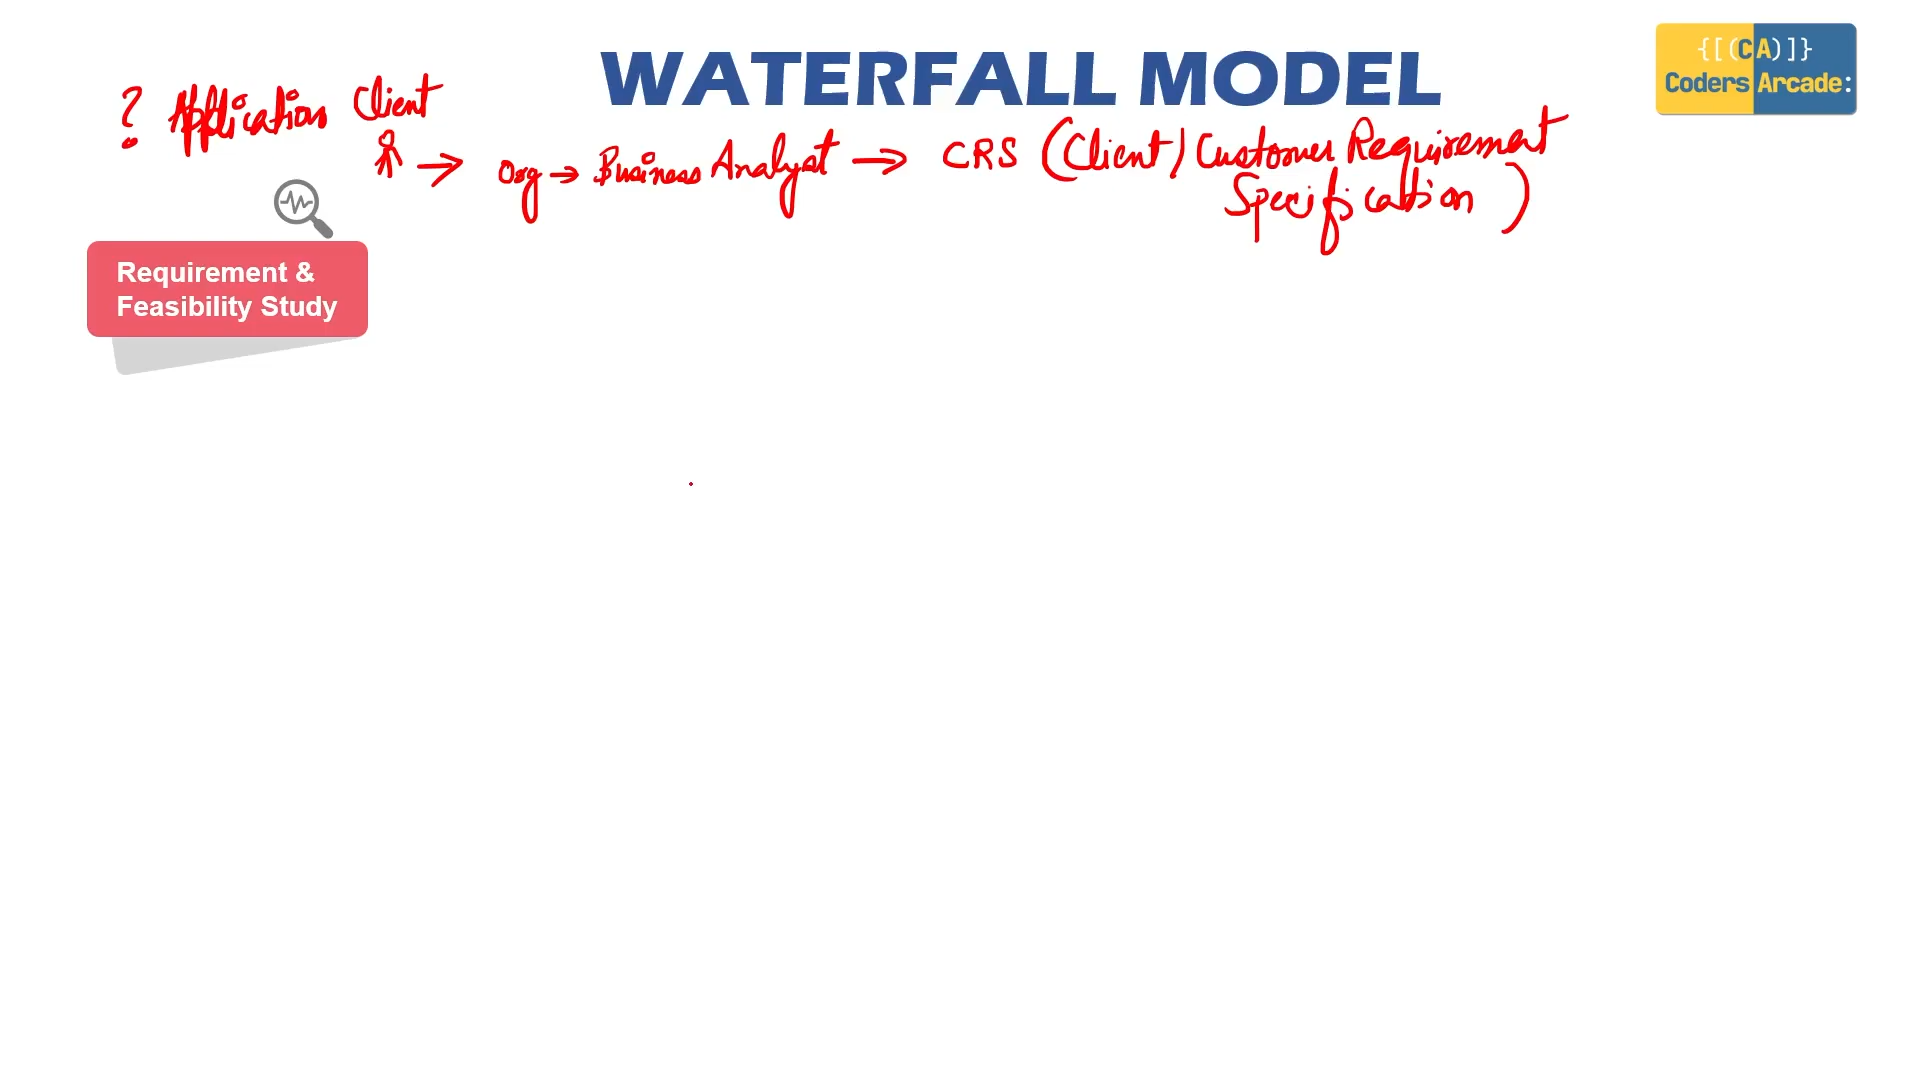 WATERFALL MODEL
{[(CA)]}
Coders Arcade:
? Application Client
→ Org → Business Analyst → CRS (Client/Customer Requirement
Specification)
Requirement &
Feasibility Study